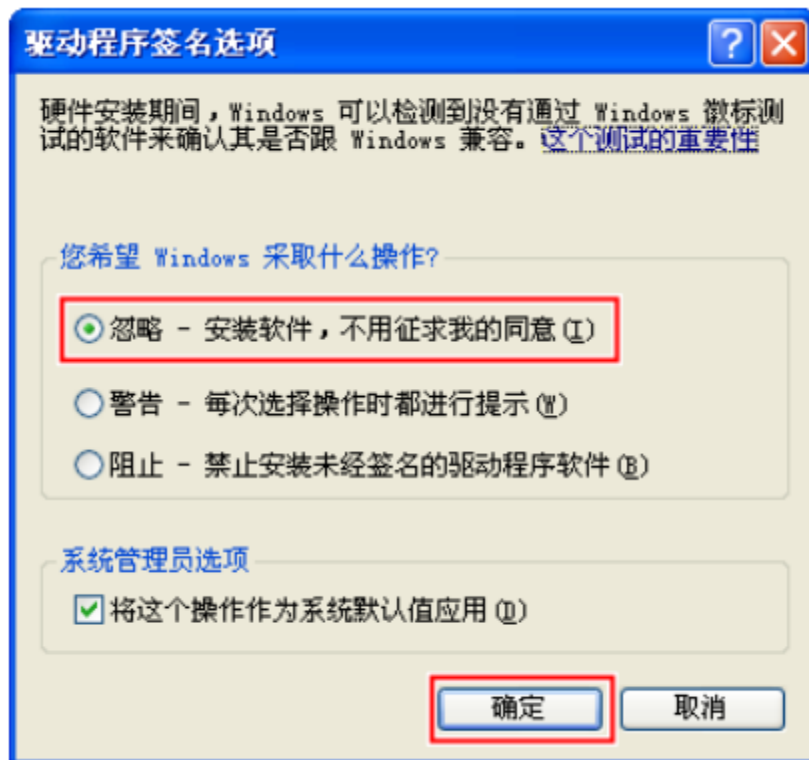 驱动程序签名选项
硬件安装期间，Windows 可以检测到没有通过 Windows 徽标测
试的软件来确认其是否跟 Windows 兼容。这个测试的重要性
您希望 Windows 采取什么操作?
忽略 - 安装软件，不用征求我的同意(I)
警告 - 每次选择操作时都进行提示(W)
阻止 - 禁止安装未经签名的驱动程序软件(B)
系统管理员选项
将这个操作作为系统默认值应用(D)
确定
取消